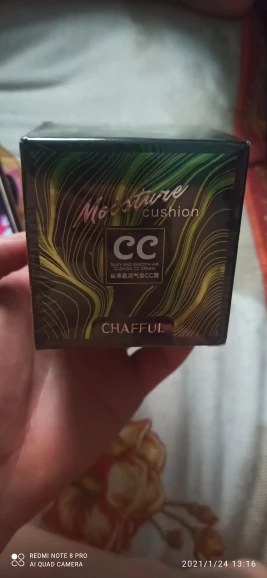 Moisture
cushion
CC
SILKY AND SMOOTH AIR
CUSHION CC CREAM
CHAFFUL
REDMI NOTE 8 PRO
AI QUAD CAMERA
2021/1/24 13:16